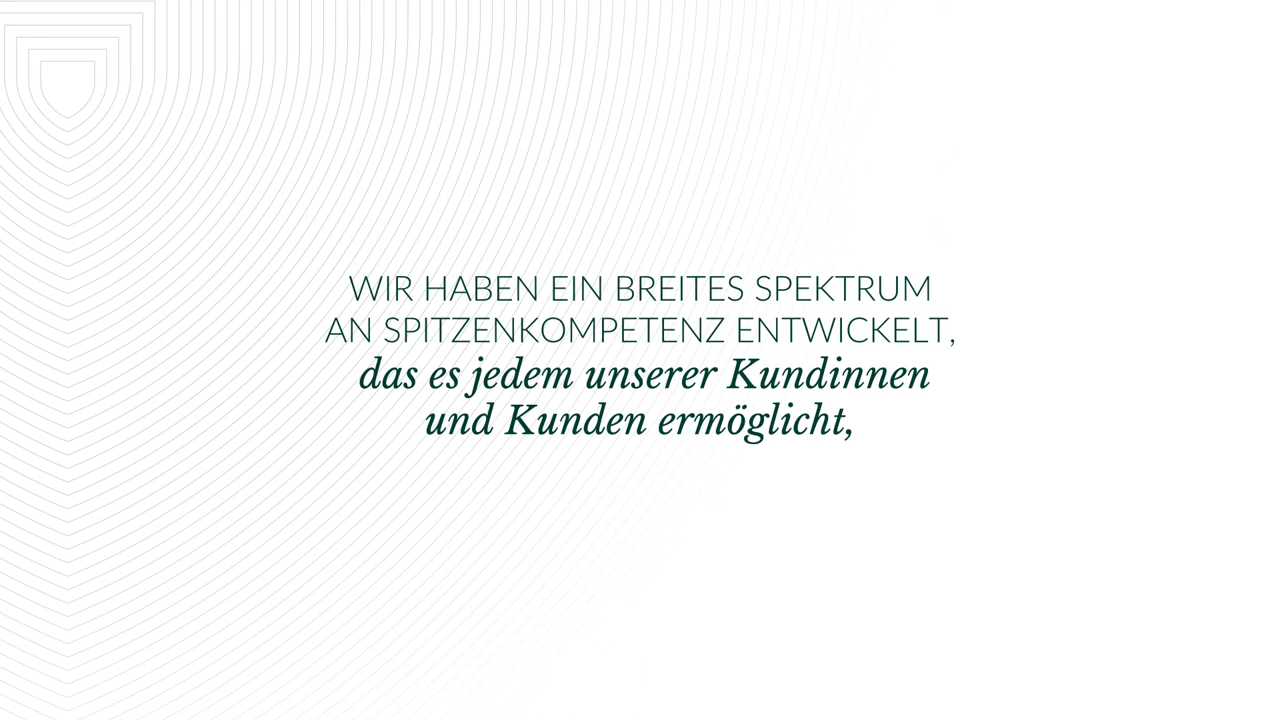 WIR HABEN EIN BREITES SPEKTRUM
AN SPITZENKOMPETENZ ENTWICKELT,
das es jedem unserer Kundinnen
und Kunden ermöglicht,